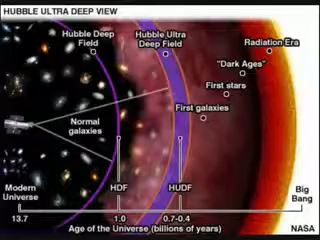 HUBBLE ULTRA DEEP VIEW
Hubble Deep
Field
Hubble Ultra
Deep Field
Radiation Era
"Dark Ages"
First stars
First galaxies
Normal
galaxies
Modern
Universe
HDF
HUDF
Big
Bang
13.7
1.0
0.7-0.4
Age of the Universe (billions of years)
NASA